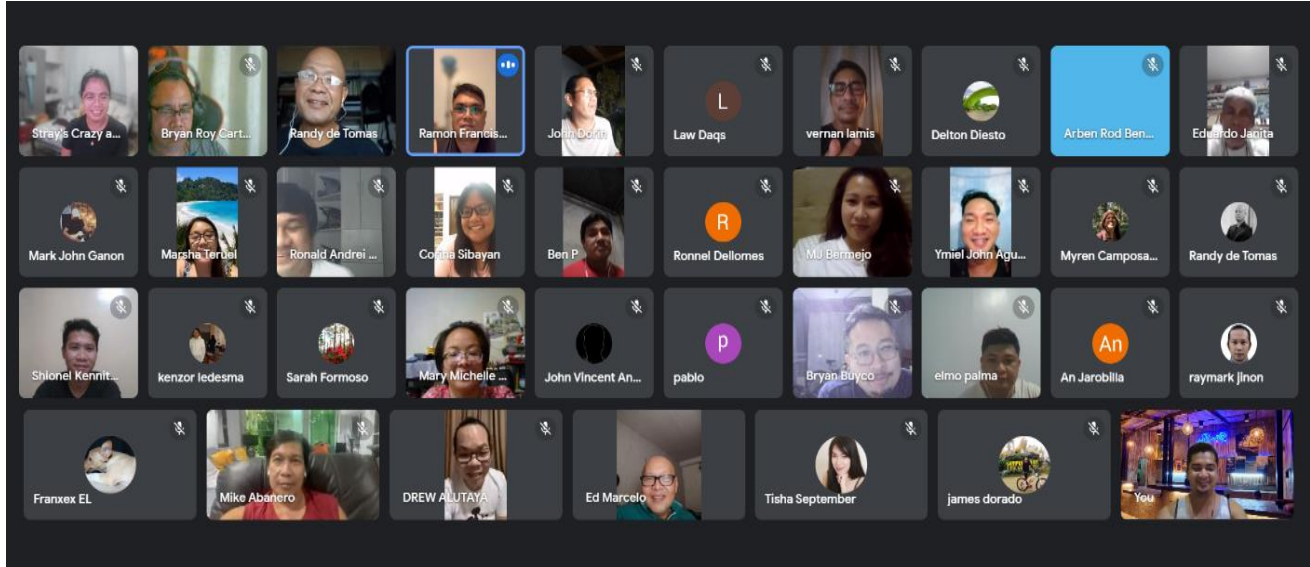 Stray's Crazy a...
Bryan Roy Cart...
Randy de Tomas
Ramon Francis...
John Dorin
L
Law Daqs
vernan lamis
Delton Diesto
Arben Rod Ben...
Eduardo Janita
Mark John Ganon
Marsha Teruel
Ronald Andrei ...
Corina Sibayan
Ben P
R
Ronnel Dellomes
MJ Bermejo
Ymiel John Agu...
Myren Camposa...
Randy de Tomas
Shionel Kennit...
kenzor ledesma
Sarah Formoso
Mary Michelle ...
John Vincent An...
p
pablo
Bryan Buyco
elmo palma
An
An Jarobilla
raymark jinon
Franxex EL
Mike Abanero
DREW ALUTAYA
Ed Marcelo
Tisha September
james dorado
You